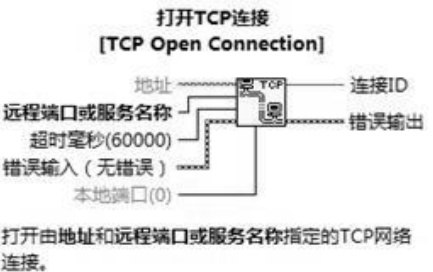 打开TCP连接
[TCP Open Connection]
地址
TCP
连接ID
远程端口或服务名称
错误输出
超时毫秒(60000)
错误输入（无错误）
本地端口(0)
打开由地址和远程端口或服务名称指定的TCP网络
连接。